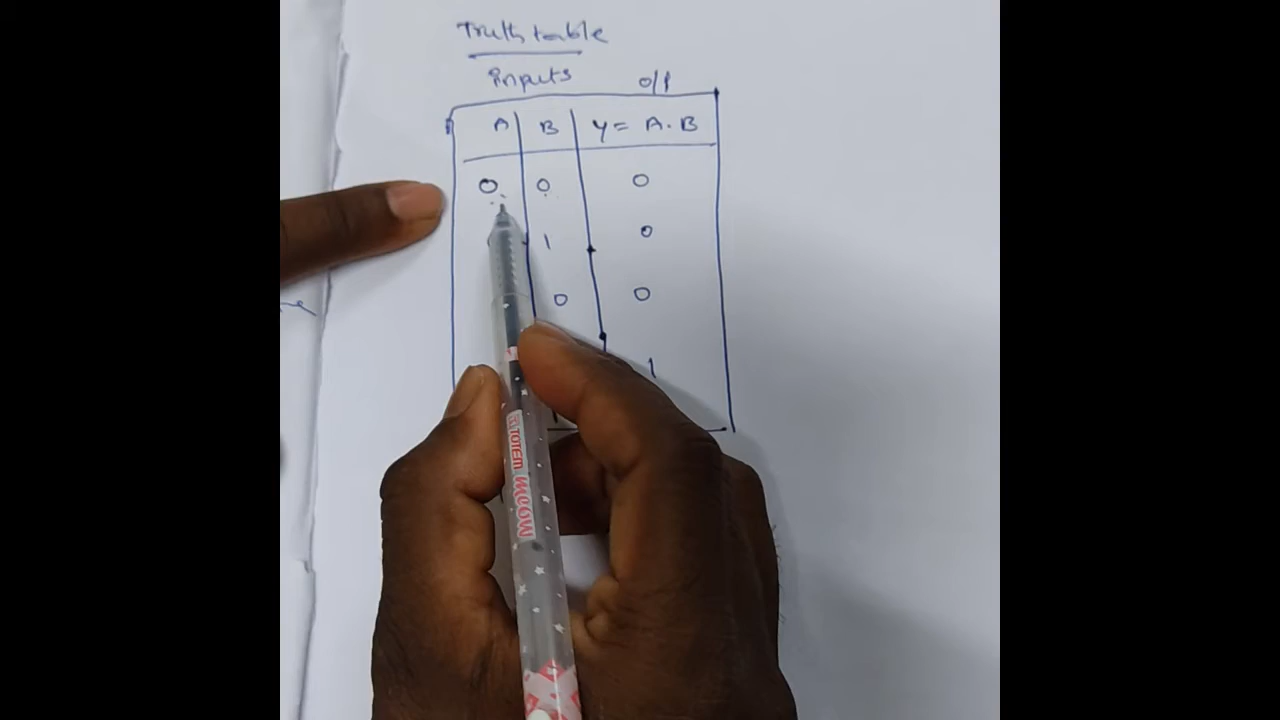 Truth table
inputs o/p
A B Y = A.B
0 0 0
1 0
0 0
1
TOTEM meow